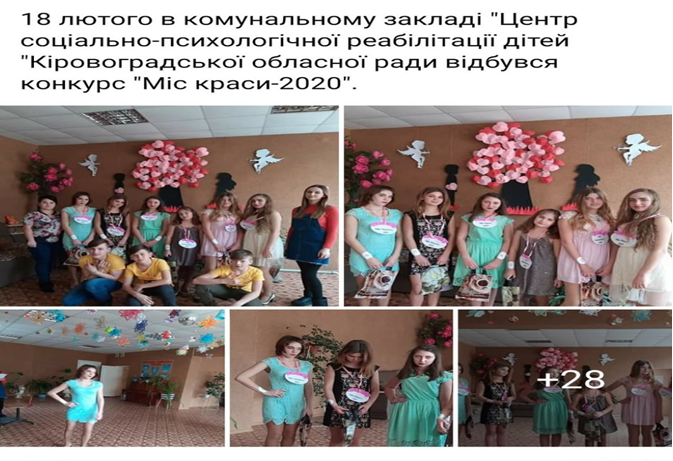 18 лютого в комунальному закладі "Центр
соціально-психологічної реабілітації дітей
"Кіровоградської обласної ради відбувся
конкурс "Міс краси-2020".
+28